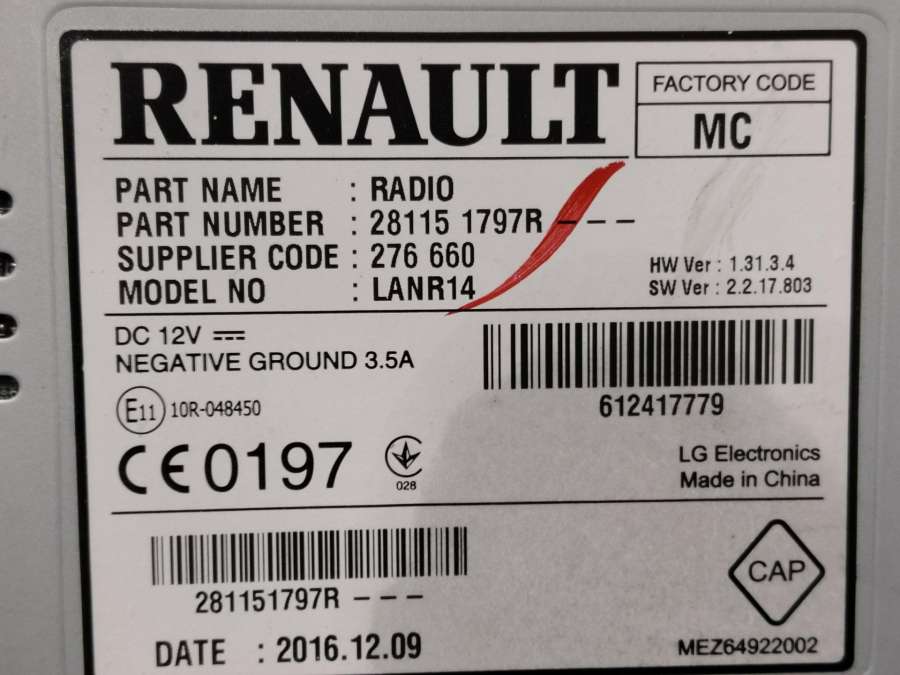 RENAULT
FACTORY CODE
MC
PART NAME : RADIO
PART NUMBER : 28115 1797R - - -
SUPPLIER CODE : 276 660
MODEL NO : LANR14
HW Ver : 1.31.3.4
SW Ver : 2.2.17.803
DC 12V
NEGATIVE GROUND 3.5A
E11 10R-048450
612417779
CE 0197
028
LG Electronics
Made in China
281151797R - - -
CAP
DATE : 2016.12.09
MEZ64922002